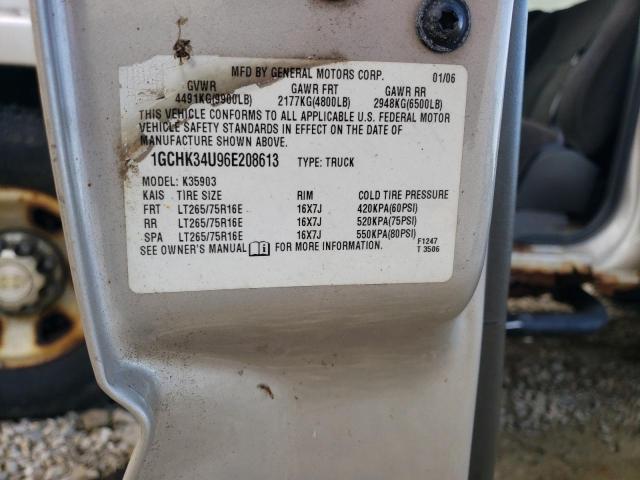 MFD BY GENERAL MOTORS CORP. 01/06
GVWR GAWR FRT GAWR RR
4491KG(9900LB) 2177KG(4800LB) 2948KG(6500LB)
THIS VEHICLE CONFORMS TO ALL APPLICABLE U.S. FEDERAL MOTOR
VEHICLE SAFETY STANDARDS IN EFFECT ON THE DATE OF
MANUFACTURE SHOWN ABOVE.
1GCHK34U96E208613 TYPE: TRUCK
MODEL: K35903
KAIS TIRE SIZE RIM COLD TIRE PRESSURE
FRT LT265/75R16E 16X7J 420KPA(60PSI)
RR LT265/75R16E 16X7J 520KPA(75PSI)
SPA LT265/75R16E 16X7J 550KPA(80PSI)
SEE OWNER'S MANUAL FOR MORE INFORMATION. F1247
T 3506